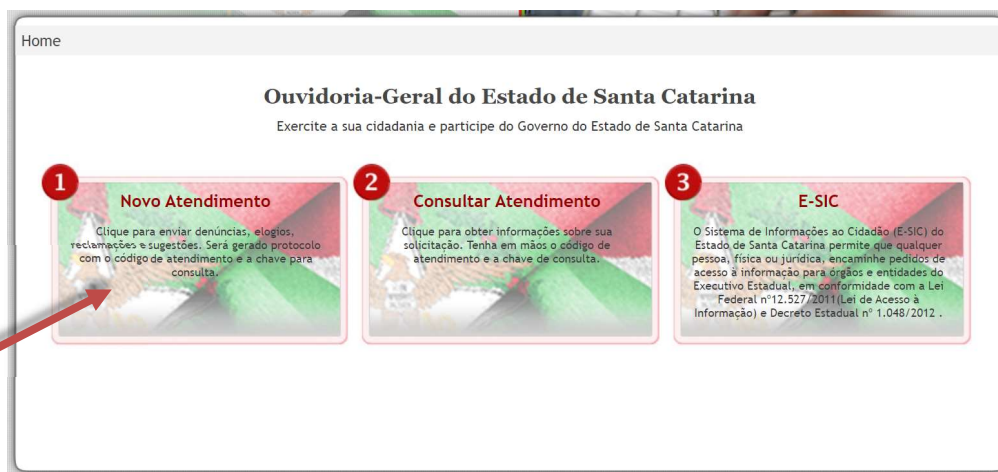 Home
Ouvidoria-Geral do Estado de Santa Catarina
Exercite a sua cidadania e participe do Governo do Estado de Santa Catarina
1
Novo Atendimento
Clique para enviar denúncias, elogios,
reclamações e sugestões. Será gerado protocolo
com o código de atendimento e a chave para
consulta.
2
Consultar Atendimento
Clique para obter informações sobre sua
solicitação. Tenha em mãos o código de
atendimento e a chave de consulta.
3
E-SIC
O Sistema de Informações ao Cidadão (E-SIC) do
Estado de Santa Catarina permite que qualquer
pessoa, física ou jurídica, encaminhe pedidos de
acesso à informação para órgãos e entidades do
Executivo Estadual, em conformidade com a Lei
Federal nº12.527/2011(Lei de Acesso à
Informação) e Decreto Estadual nº 1.048/2012 .